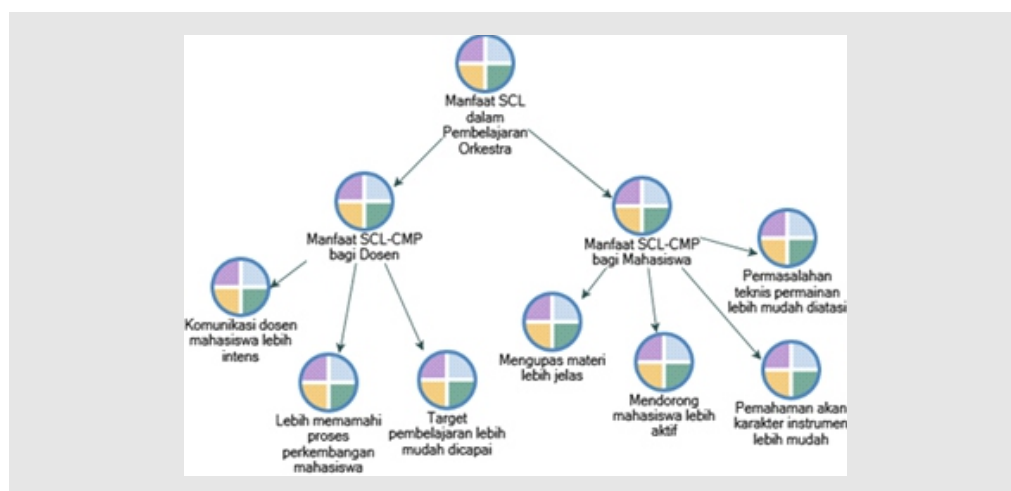 Manfaat SCL
dalam
Pembelajaran
Orkestra
Manfaat SCL-CMP
bagi Dosen
Manfaat SCL-CMP
bagi Mahasiswa
Komunikasi dosen
mahasiswa lebih
intens
Lebih memamahi
proses
perkembangan
mahasiswa
Target
pembelajaran lebih
mudah dicapai
Mengupas materi
lebih jelas
Mendorong
mahasiswa lebih
aktif
Pemahaman akan
karakter instrumen
lebih mudah
Permasalahan
teknis permainan
lebih mudah diatasi